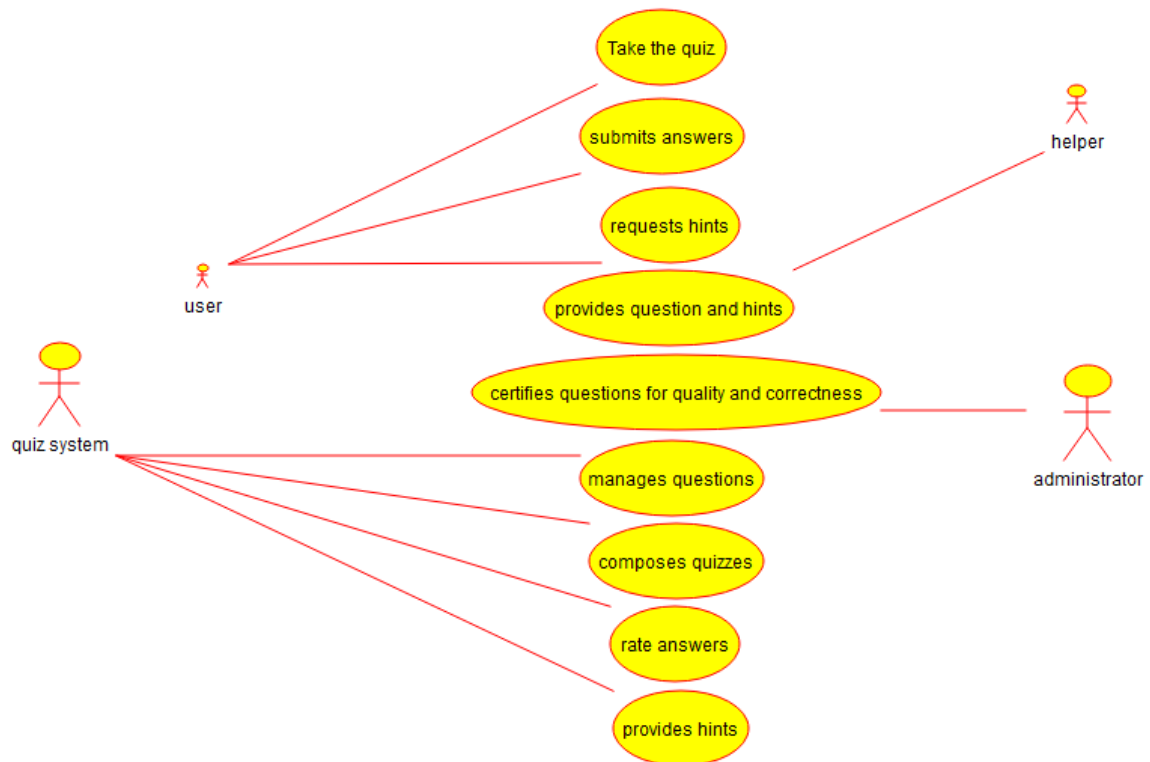 Take the quiz
submits answers
helper
requests hints
user
provides question and hints
certifies questions for quality and correctness
quiz system
manages questions
administrator
composes quizzes
rate answers
provides hints